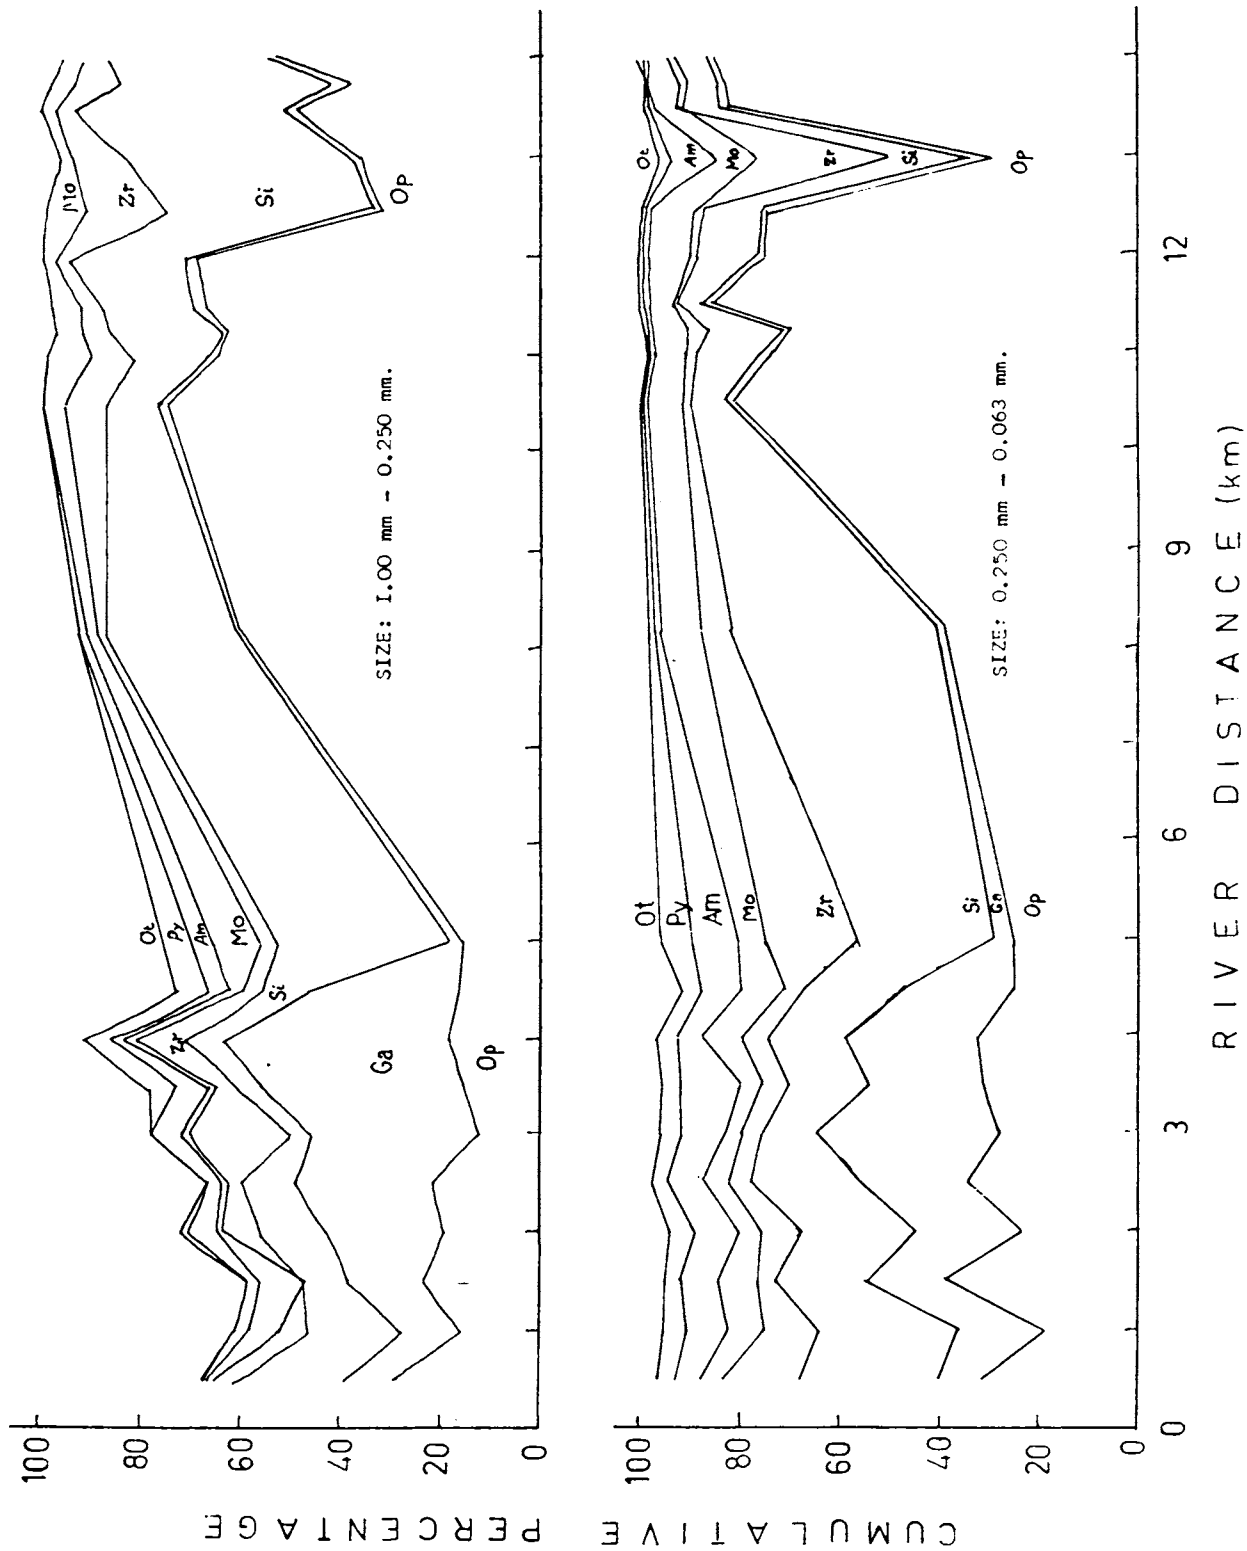 100
80
60
40
20
0
Ot
Py
Am
Mo
Zr
Si
Ga
Op
Mo
Zr
Si
Op
SIZE: 1.00 mm - 0.250 mm.
100
80
60
40
20
0
Ot
Py
Am
Mo
Zr
Si
Ga
Op
Ot
Am
Mo
Zr
Si
Op
SIZE: 0.250 mm - 0.063 mm.
0
3
6
9
12
RIVER DISTANCE (km)
CUMULATIVE PERCENTAGE